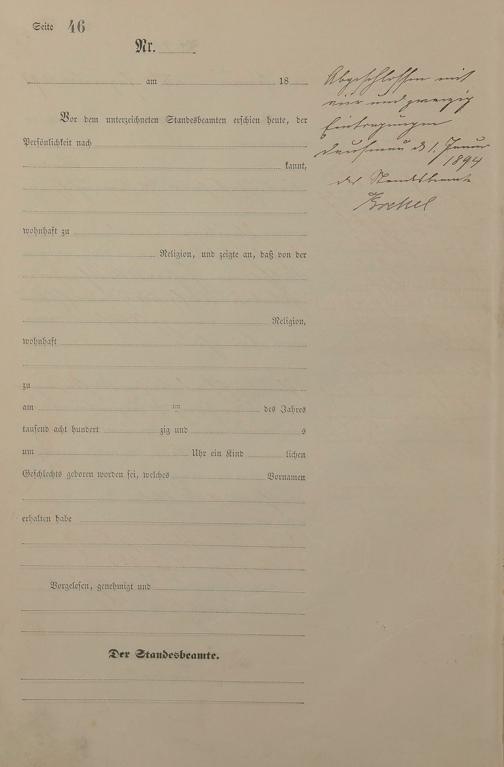 Seite 46
Nr.
am 18
Vor dem unterzeichneten Standesbeamten erschien heute, der
Persönlichkeit nach
kannt,
wohnhaft zu
Religion, und zeigte an, daß von der
Religion,
wohnhaft
zu
am im des Jahres
tausend acht hundert zig und s
um Uhr ein Kind lichen
Geschlechts geboren worden sei, welches Vornamen
erhalten habe
Vorgelesen, genehmigt und
Der Standesbeamte.
Abgeschlossen mit
vier und zwanzig
Eintragungen
d. 1. Januar
1894
der Standesbeamte